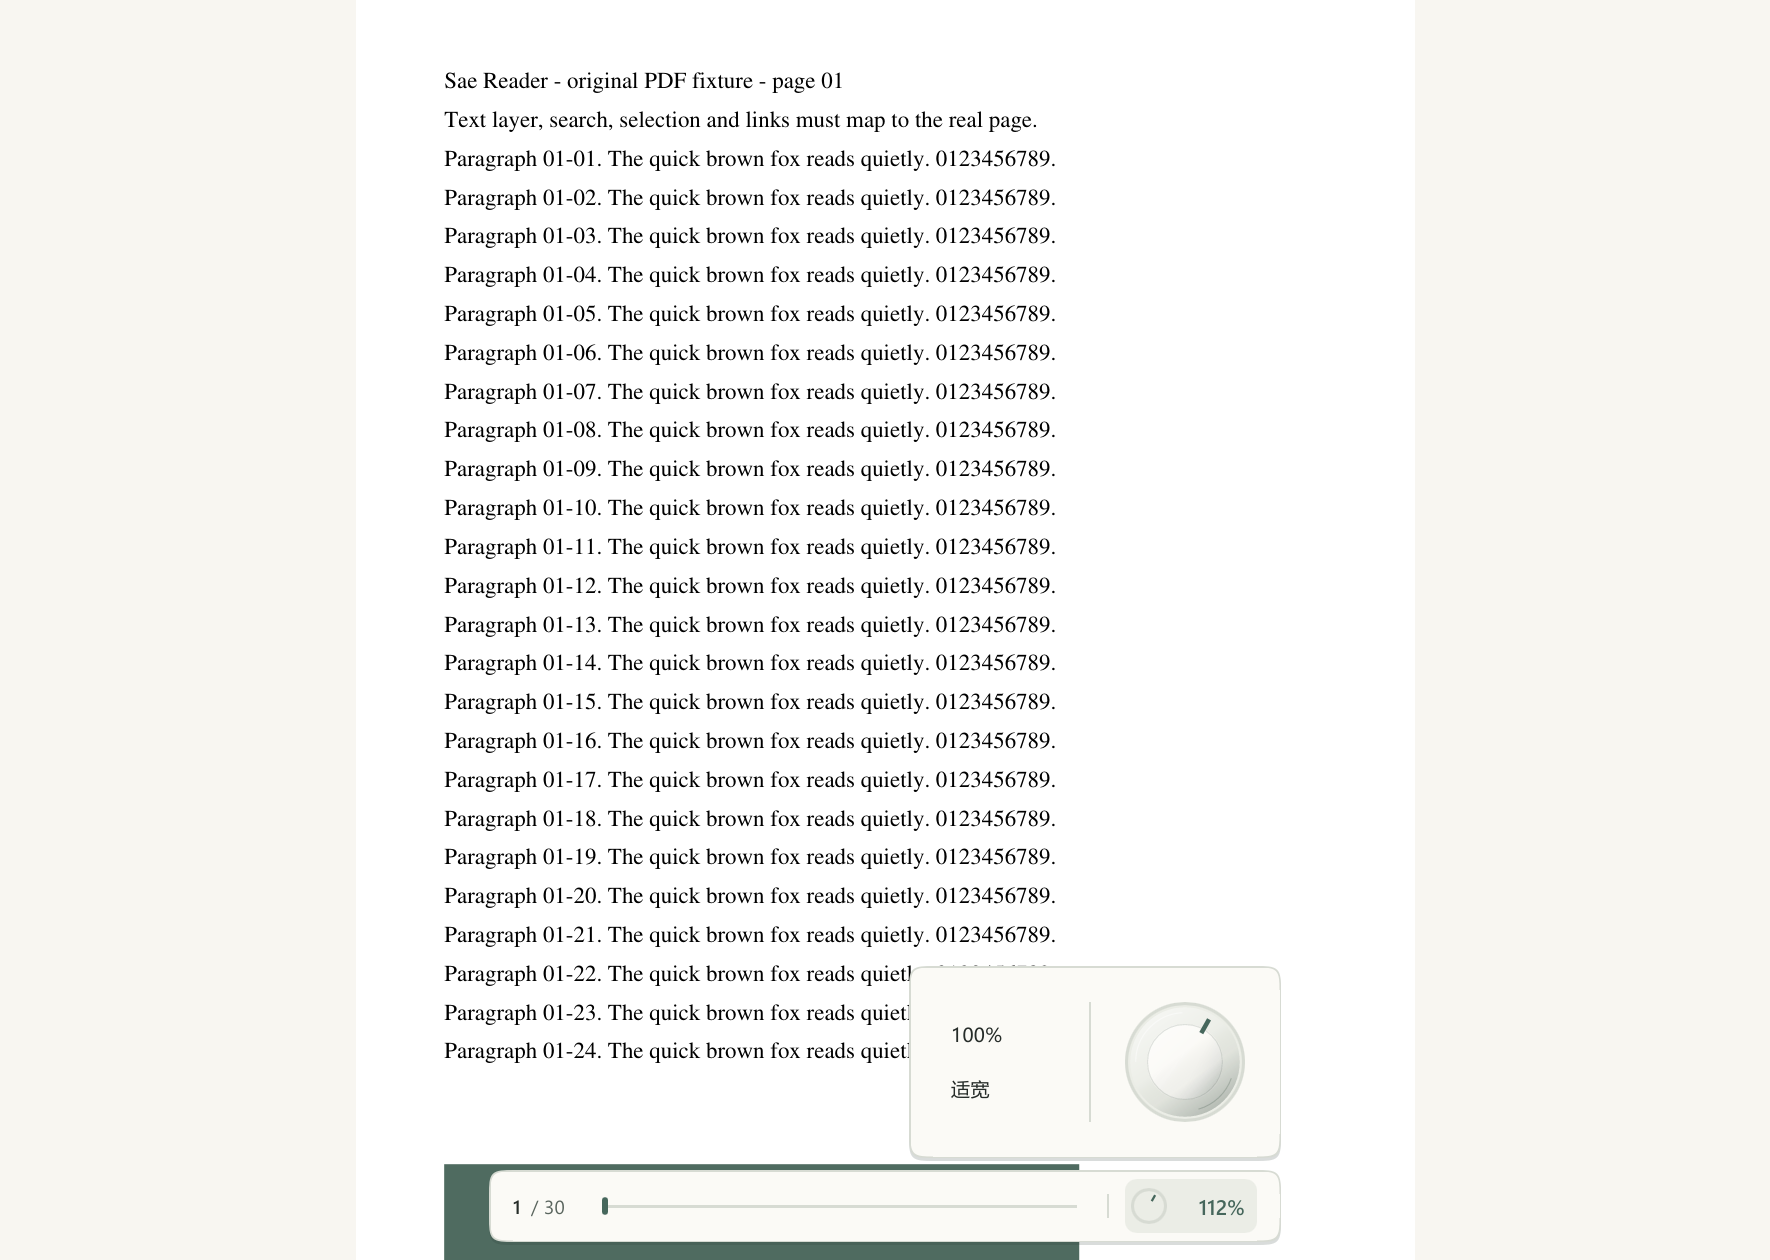 Sae Reader - original PDF fixture - page 01
Text layer, search, selection and links must map to the real page.
Paragraph 01-01. The quick brown fox reads quietly. 0123456789.
Paragraph 01-02. The quick brown fox reads quietly. 0123456789.
Paragraph 01-03. The quick brown fox reads quietly. 0123456789.
Paragraph 01-04. The quick brown fox reads quietly. 0123456789.
Paragraph 01-05. The quick brown fox reads quietly. 0123456789.
Paragraph 01-06. The quick brown fox reads quietly. 0123456789.
Paragraph 01-07. The quick brown fox reads quietly. 0123456789.
Paragraph 01-08. The quick brown fox reads quietly. 0123456789.
Paragraph 01-09. The quick brown fox reads quietly. 0123456789.
Paragraph 01-10. The quick brown fox reads quietly. 0123456789.
Paragraph 01-11. The quick brown fox reads quietly. 0123456789.
Paragraph 01-12. The quick brown fox reads quietly. 0123456789.
Paragraph 01-13. The quick brown fox reads quietly. 0123456789.
Paragraph 01-14. The quick brown fox reads quietly. 0123456789.
Paragraph 01-15. The quick brown fox reads quietly. 0123456789.
Paragraph 01-16. The quick brown fox reads quietly. 0123456789.
Paragraph 01-17. The quick brown fox reads quietly. 0123456789.
Paragraph 01-18. The quick brown fox reads quietly. 0123456789.
Paragraph 01-19. The quick brown fox reads quietly. 0123456789.
Paragraph 01-20. The quick brown fox reads quietly. 0123456789.
Paragraph 01-21. The quick brown fox reads quietly. 0123456789.
Paragraph 01-22. The quick brown fox reads quietl
Paragraph 01-23. The quick brown fox reads quietl
Paragraph 01-24. The quick brown fox reads quietl
100%
适宽
1 / 30
112%